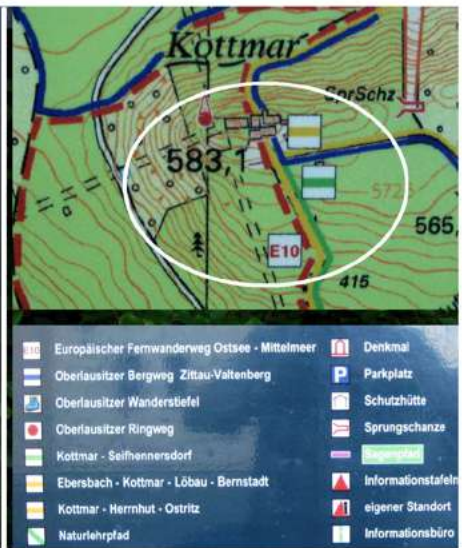 Kottmar
SprSchz
583,1
572,5
565,
E10
415
E10 Europäischer Fernwanderweg Ostsee - Mittelmeer
Oberlausitzer Bergweg Zittau-Valtenberg
Oberlausitzer Wanderstiefel
Oberlausitzer Ringweg
Kottmar - Seifhennersdorf
Ebersbach - Kottmar - Löbau - Bernstadt
Kottmar - Herrnhut - Ostritz
Naturlehrpfad
Denkmal
P Parkplatz
Schutzhütte
Sprungschanze
Sagenpfad
Informationstafeln
eigener Standort
Informationsbüro